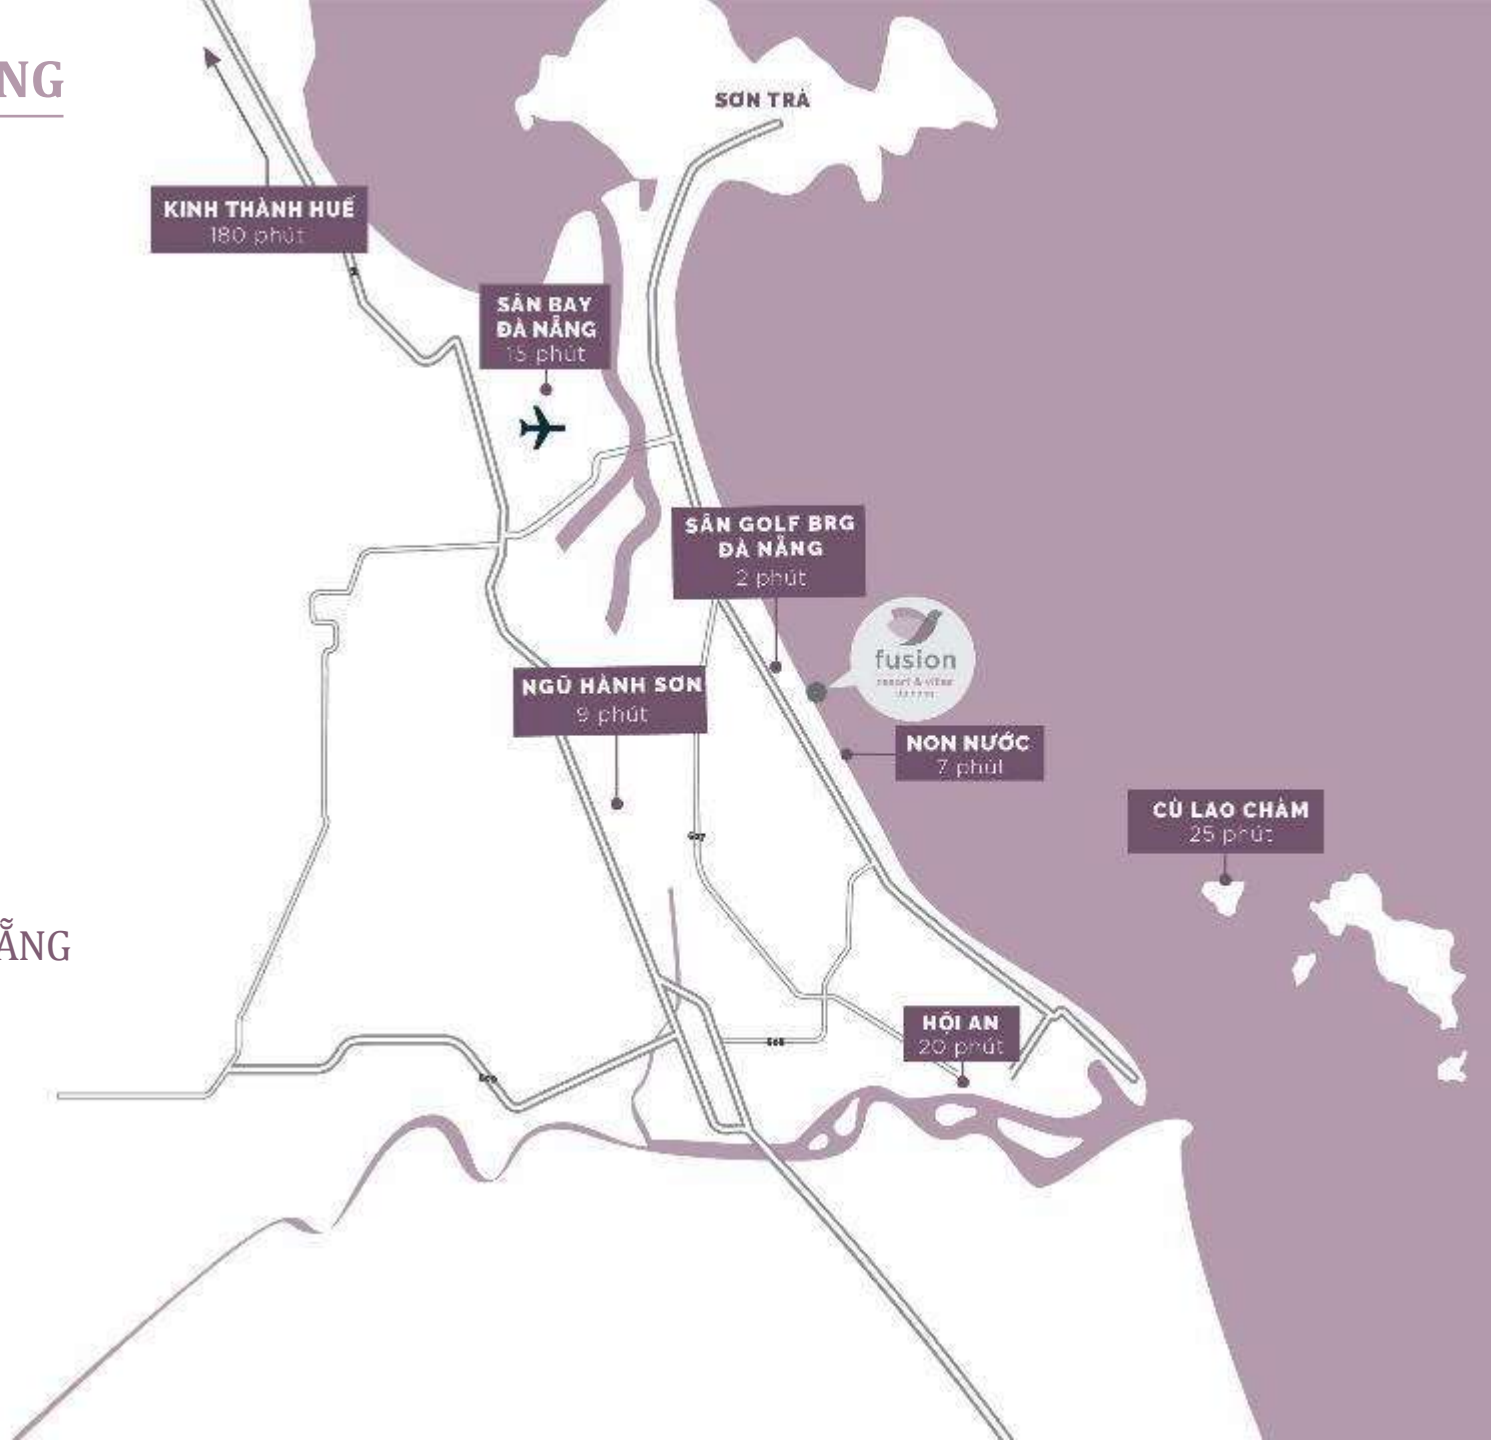 NG
SƠN TRÀ
KINH THÀNH HUẾ
180 phút
SÂN BAY
ĐÀ NẴNG
15 phút
SÂN GOLF BRG
ĐÀ NẴNG
2 phút
fusion
resort & villas
NGŨ HÀNH SƠN
9 phút
NON NƯỚC
7 phút
CÙ LAO CHÀM
25 phút
ẴNG
HỘI AN
20 phút